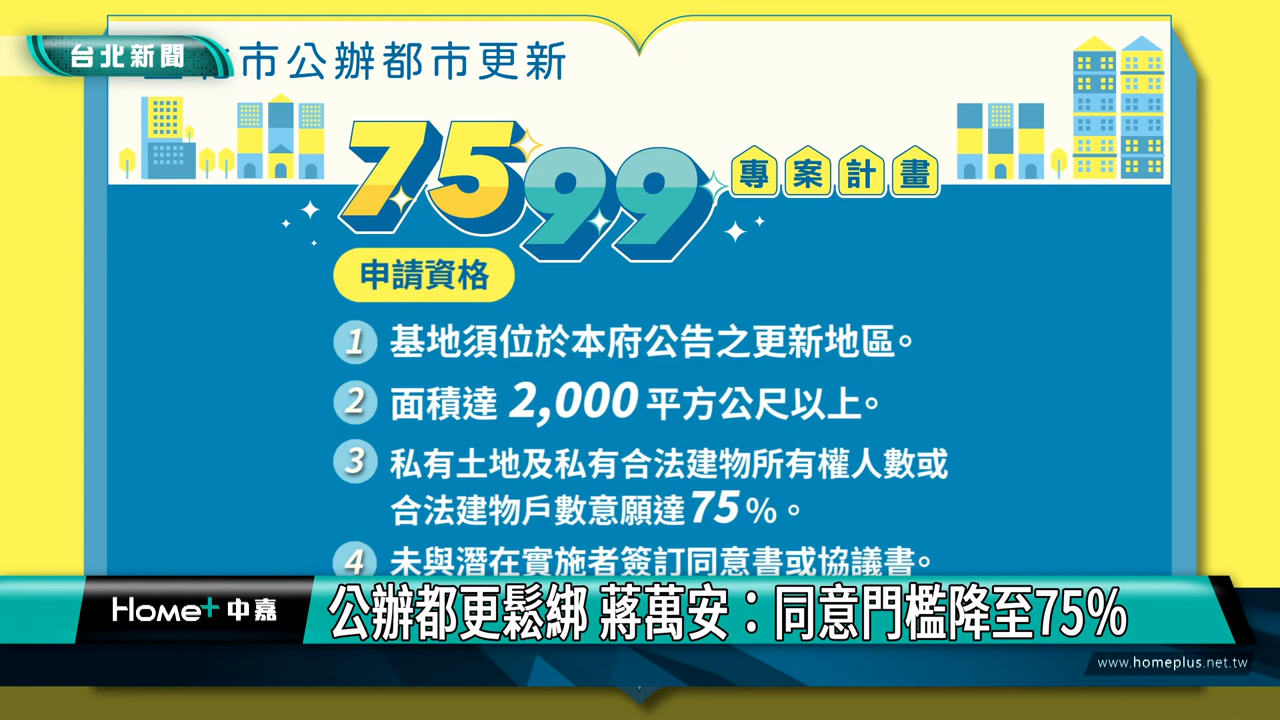 台北新聞
市公辦都市更新
7599
專案計畫
申請資格
1 基地須位於本府公告之更新地區。
2 面積達 2,000 平方公尺以上。
3 私有土地及私有合法建物所有權人數或
合法建物戶數意願達75%。
4 未與潛在實施者簽訂同意書或協議書。
Home+ 中嘉
公辦都更鬆綁 蔣萬安：同意門檻降至75%
www.homeplus.net.tw